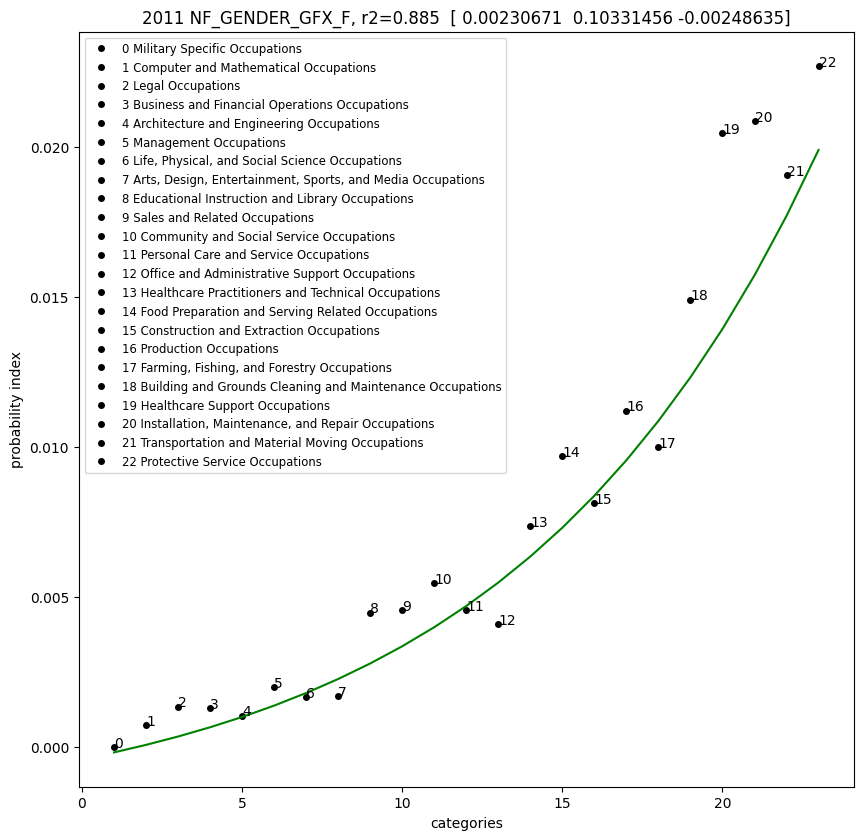 2011 NF_GENDER_GFX_F, r2=0.885  [ 0.00230671  0.10331456 -0.00248635]
0 Military Specific Occupations
1 Computer and Mathematical Occupations
2 Legal Occupations
3 Business and Financial Operations Occupations
4 Architecture and Engineering Occupations
5 Management Occupations
6 Life, Physical, and Social Science Occupations
7 Arts, Design, Entertainment, Sports, and Media Occupations
8 Educational Instruction and Library Occupations
9 Sales and Related Occupations
10 Community and Social Service Occupations
11 Personal Care and Service Occupations
12 Office and Administrative Support Occupations
13 Healthcare Practitioners and Technical Occupations
14 Food Preparation and Serving Related Occupations
15 Construction and Extraction Occupations
16 Production Occupations
17 Farming, Fishing, and Forestry Occupations
18 Building and Grounds Cleaning and Maintenance Occupations
19 Healthcare Support Occupations
20 Installation, Maintenance, and Repair Occupations
21 Transportation and Material Moving Occupations
22 Protective Service Occupations
probability index
0.020
0.015
0.010
0.005
0.000
0
1
2
3
4
5
6
7
8
9
10
11
12
13
14
15
16
17
18
19
20
21
22
0 5 10 15 20
categories